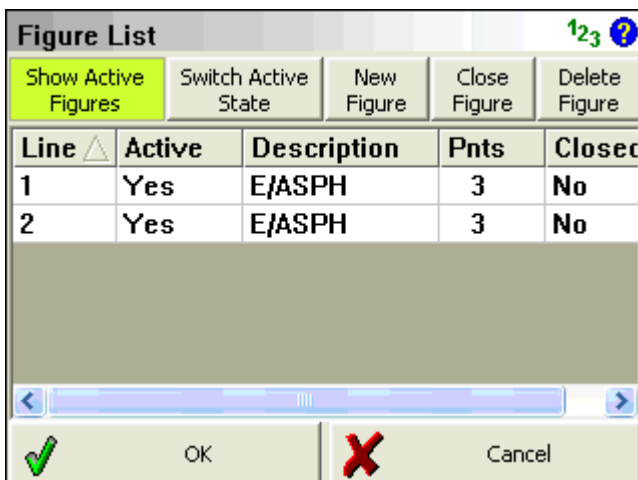 Figure List 123 ?
Show Active Figures Switch Active State New Figure Close Figure Delete Figure
Line Active Description Pnts Closed
1 Yes E/ASPH 3 No
2 Yes E/ASPH 3 No
OK Cancel